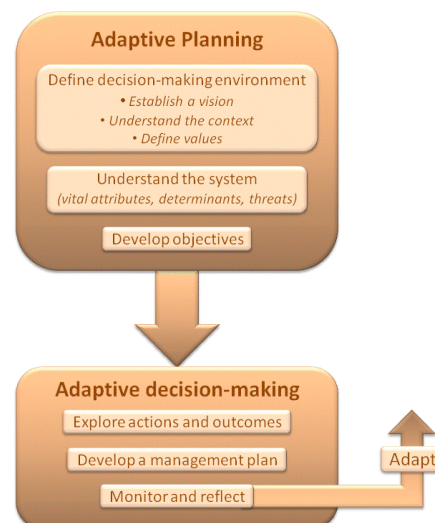 Adaptive Planning
Define decision-making environment
• Establish a vision
• Understand the context
• Define values
Understand the system
(vital attributes, determinants, threats)
Develop objectives
Adaptive decision-making
Explore actions and outcomes
Develop a management plan
Adapt
Monitor and reflect